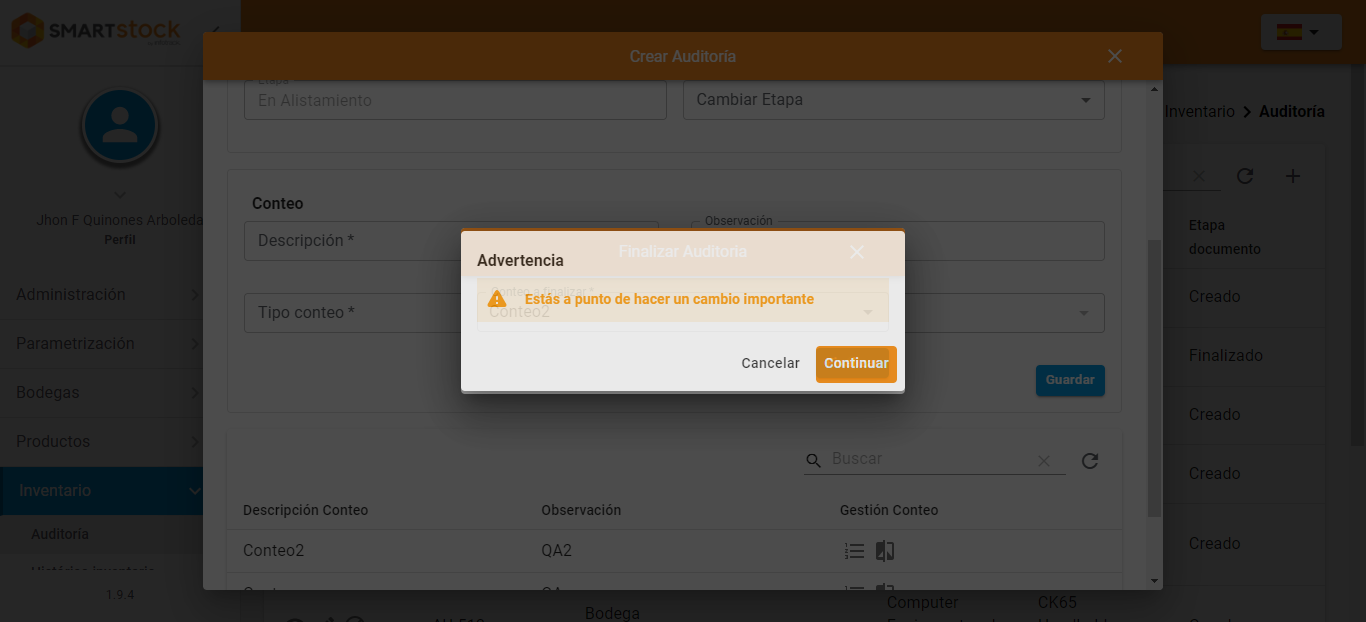 SMARTstock
Crear Auditoría
Etapa
En Alistamiento
Cambiar Etapa
Inventario > Auditoría
Jhon F Quinones Arboleda
Perfil
Conteo
Descripción *
Observación
Etapa
documento
Finalizar Auditoría
Advertencia
Conteo a finalizar *
Estás a punto de hacer un cambio importante
Conteo2
Administración
Creado
Tipo conteo *
Parametrización
Finalizado
Cancelar
Continuar
Guardar
Bodegas
Creado
Productos
Buscar
Creado
Inventario
Descripción Conteo
Observación
Gestión Conteo
Auditoría
Conteo2
QA2
Creado
Histórico inventario
1.9.4
Computer
CK65
Bodega